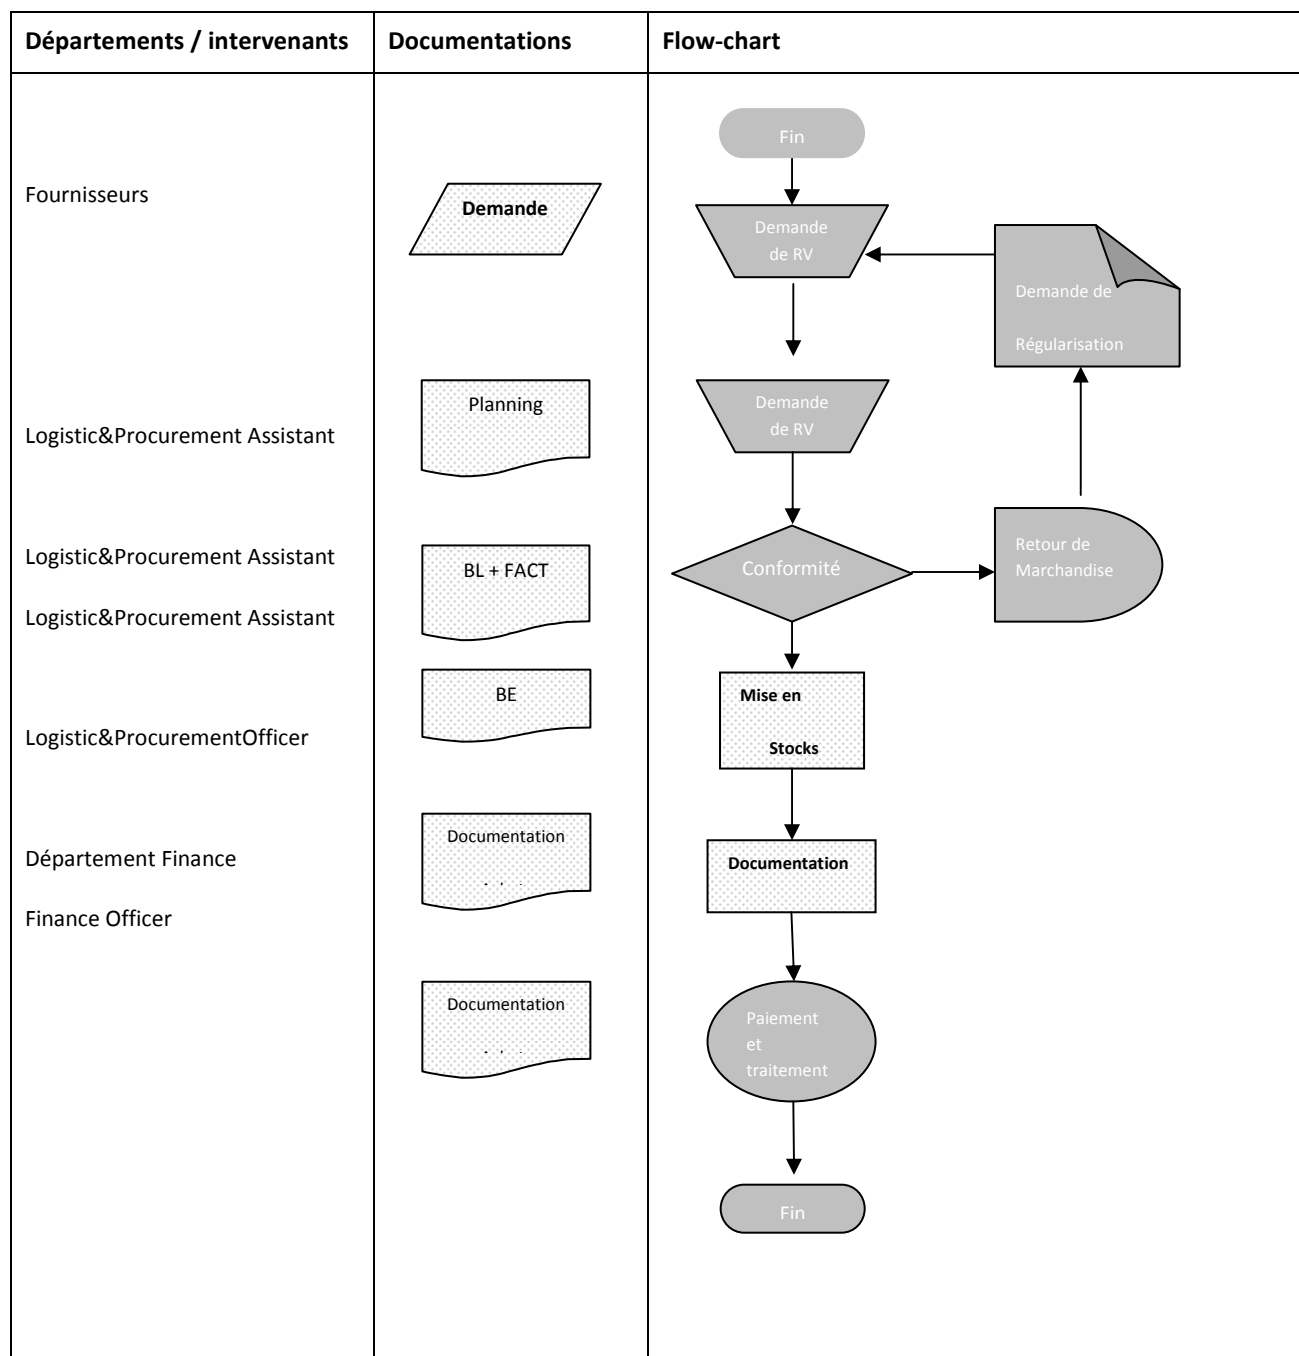 Départements / intervenants
Documentations
Flow-chart
Fournisseurs
Logistic&Procurement Assistant
Logistic&Procurement Assistant
Logistic&Procurement Assistant
Logistic&ProcurementOfficer
Département Finance
Finance Officer
Demande
Planning
BL + FACT
BE
Documentation
Documentation
Fin
Demande
de RV
Demande
de RV
Conformité
Mise en
Stocks
Documentation
Paiement
et
traitement
Fin
Demande de
Régularisation
Retour de
Marchandise